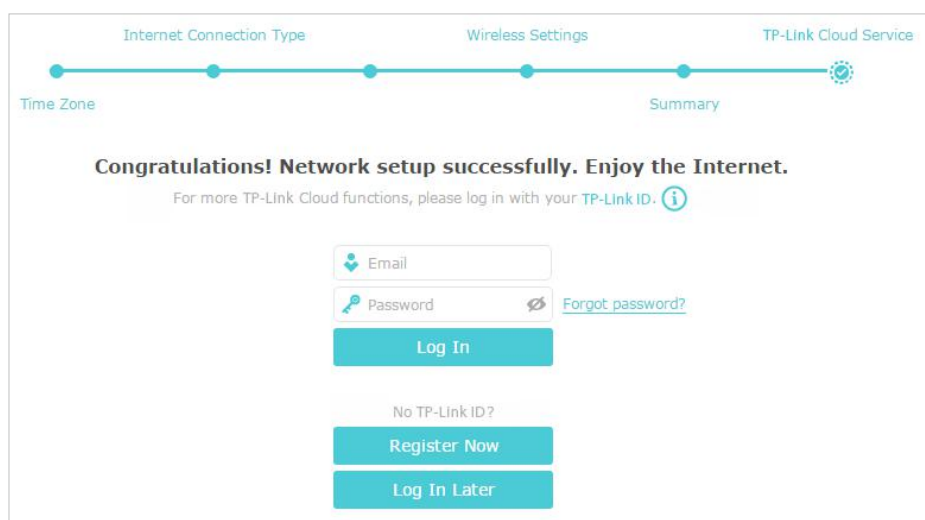 Internet Connection Type Wireless Settings TP-Link Cloud Service
Time Zone Summary
Congratulations! Network setup successfully. Enjoy the Internet.
For more TP-Link Cloud functions, please log in with your TP-Link ID.
Email
Password Forgot password?
Log In
No TP-Link ID?
Register Now
Log In Later